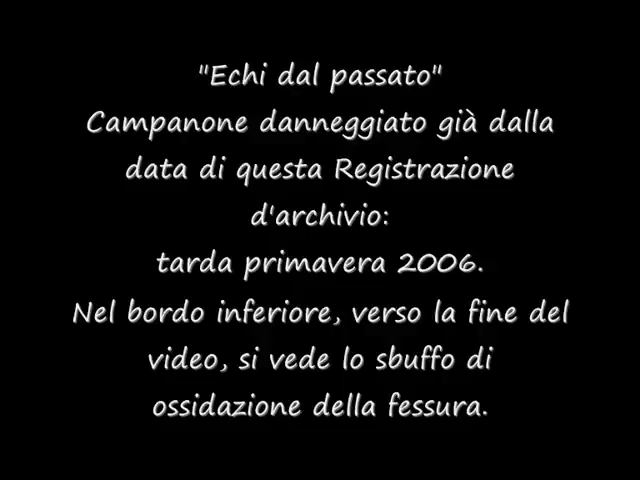 "Echi dal passato"
Campanone danneggiato già dalla
data di questa Registrazione
d'archivio:
tarda primavera 2006.
Nel bordo inferiore, verso la fine del
video, si vede lo sbuffo di
ossidazione della fessura.